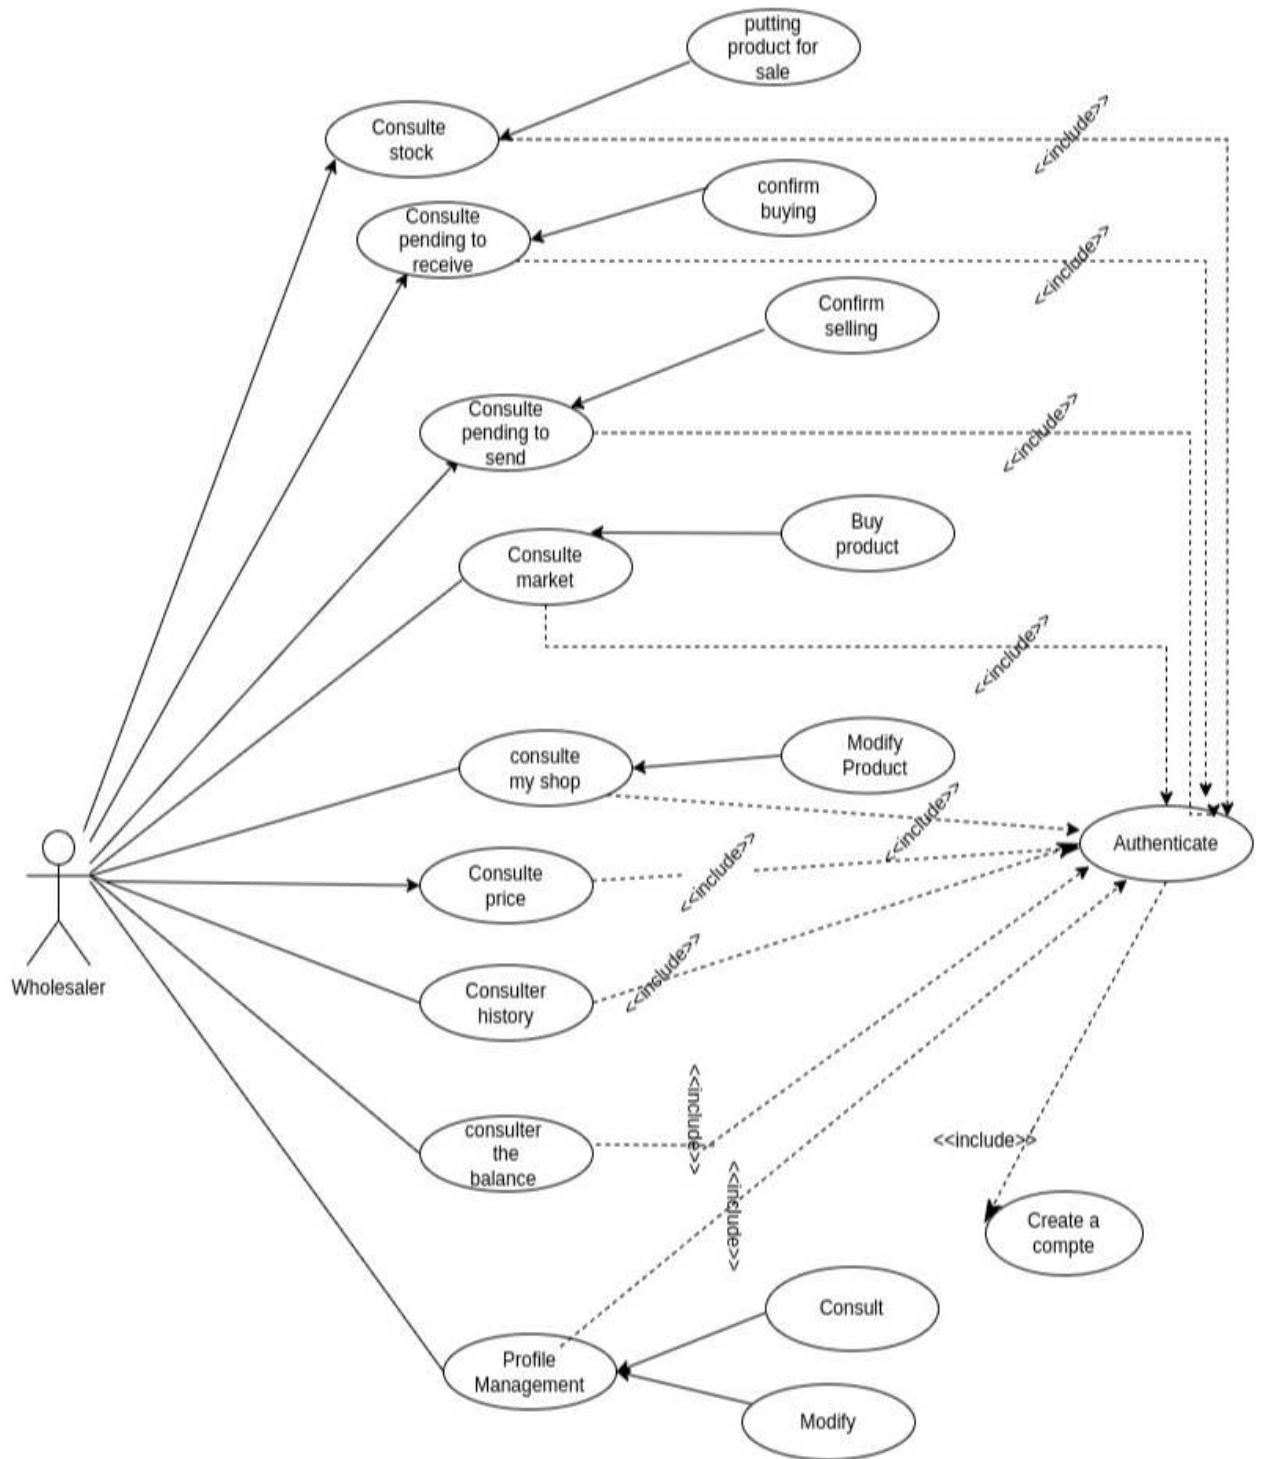 putting
product for
sale
Consulte
stock
<<include>>
confirm
buying
Consulte
pending to
receive
<<include>>
Confirm
selling
Consulte
pending to
send
<<include>>
Buy
product
Consulte
market
<<include>>
Modify
Product
consulte
my shop
<<include>>
Authenticate
<<include>>
Consulte
price
Wholesaler
<<include>>
Consulter
history
<<include>>
consulter
the
balance
<<include>>
<<include>>
Create a
compte
Consult
Profile
Management
Modify